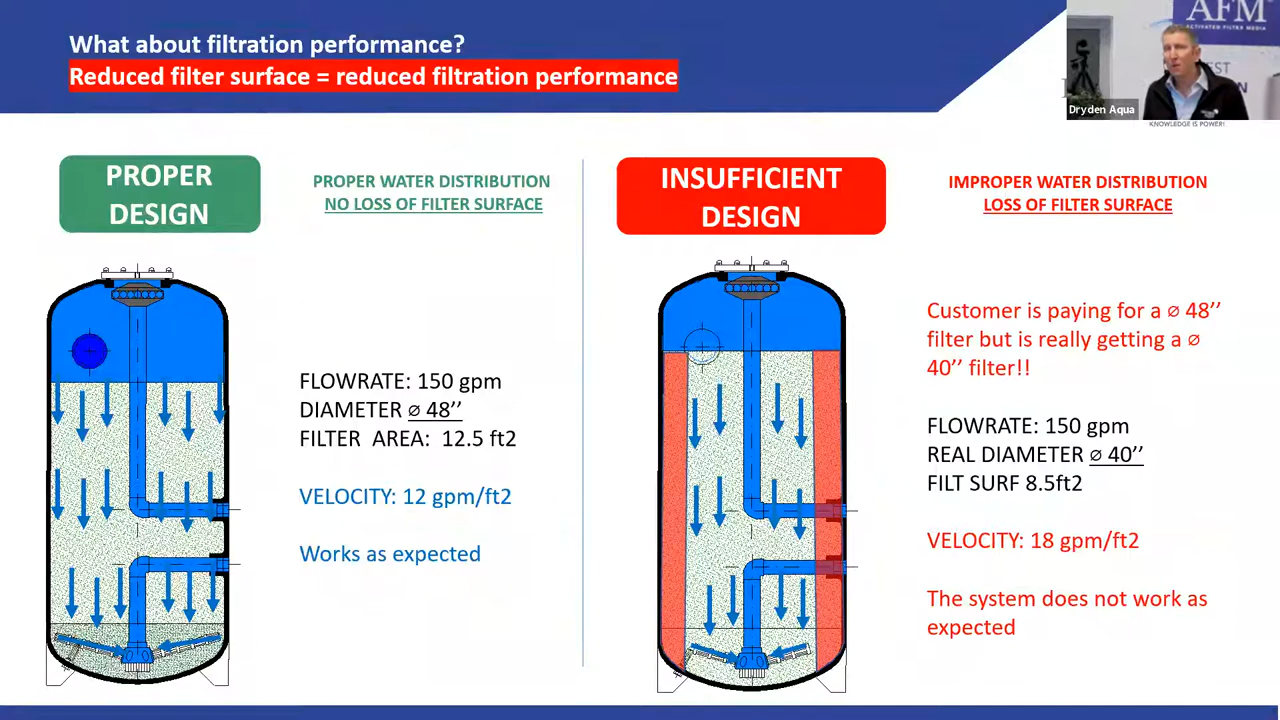 What about filtration performance?
Reduced filter surface = reduced filtration performance
AFM
ACTIVATED FILTER MEDIA
Dryden Aqua
KNOWLEDGE IS POWER!
PROPER
DESIGN
PROPER WATER DISTRIBUTION
NO LOSS OF FILTER SURFACE
FLOWRATE: 150 gpm
DIAMETER ⌀ 48’’
FILTER AREA: 12.5 ft2
VELOCITY: 12 gpm/ft2
Works as expected
INSUFFICIENT
DESIGN
IMPROPER WATER DISTRIBUTION
LOSS OF FILTER SURFACE
Customer is paying for a ⌀ 48’’
filter but is really getting a ⌀
40’’ filter!!
FLOWRATE: 150 gpm
REAL DIAMETER ⌀ 40’’
FILT SURF 8.5ft2
VELOCITY: 18 gpm/ft2
The system does not work as
expected